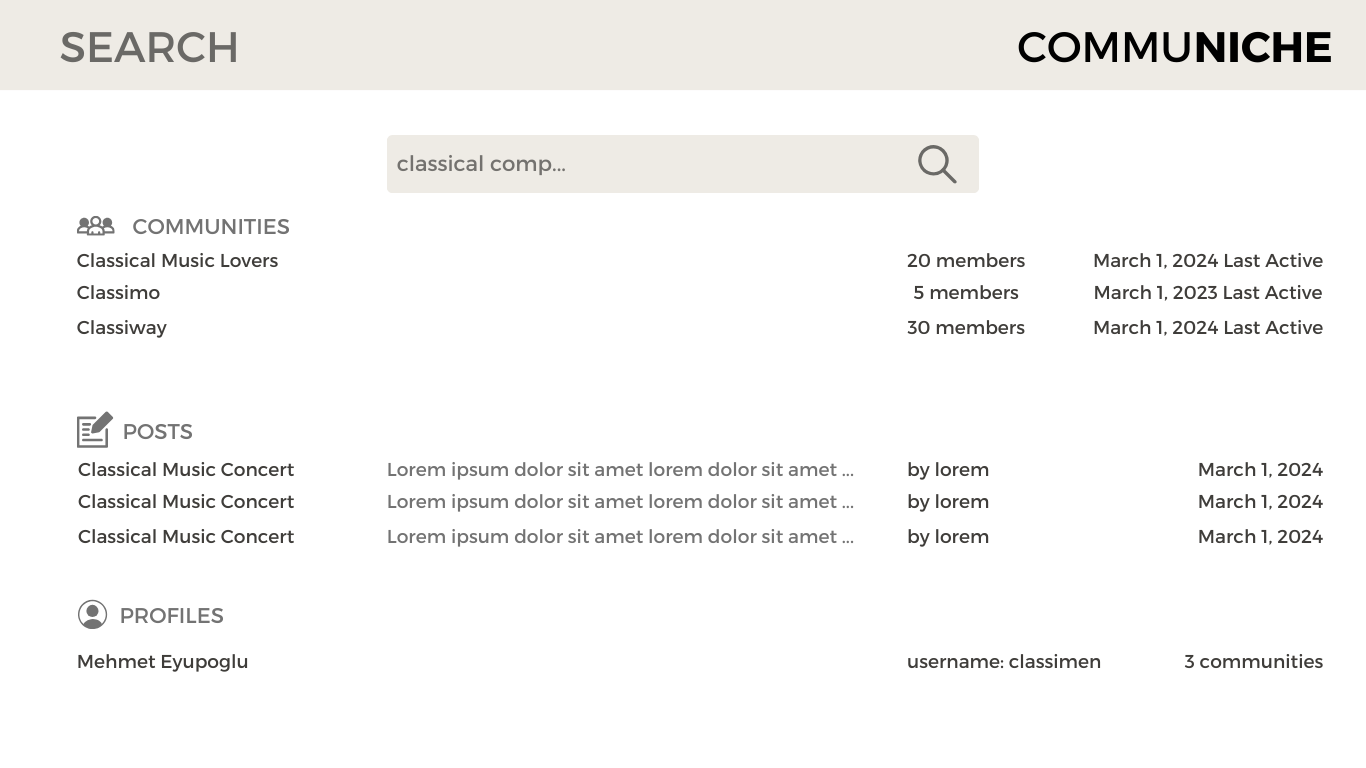 SEARCH COMMUNICHE
classical comp...
COMMUNITIES
Classical Music Lovers 20 members March 1, 2024 Last Active
Classimo 5 members March 1, 2023 Last Active
Classiway 30 members March 1, 2024 Last Active
POSTS
Classical Music Concert Lorem ipsum dolor sit amet lorem dolor sit amet ... by lorem March 1, 2024
Classical Music Concert Lorem ipsum dolor sit amet lorem dolor sit amet ... by lorem March 1, 2024
Classical Music Concert Lorem ipsum dolor sit amet lorem dolor sit amet ... by lorem March 1, 2024
PROFILES
Mehmet Eyupoglu username: classimen 3 communities